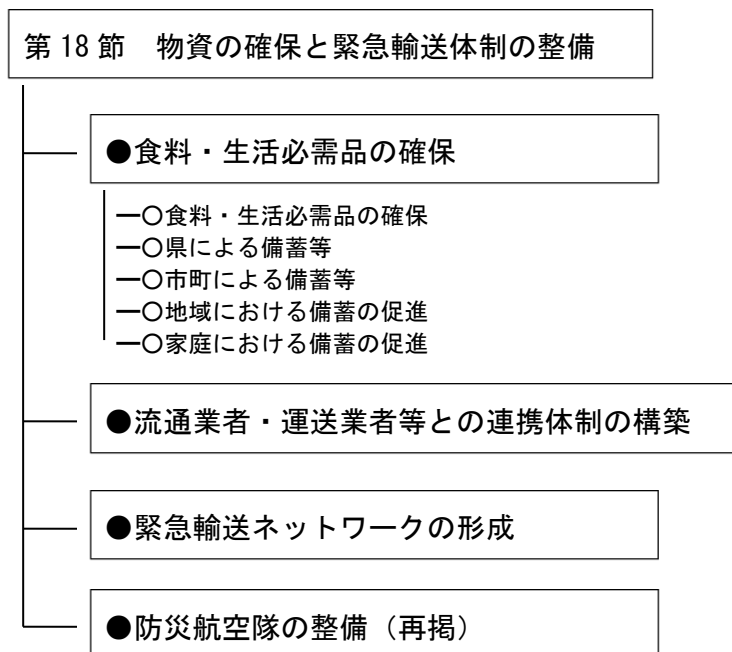 第18節　物資の確保と緊急輸送体制の整備
●食料・生活必需品の確保
○食料・生活必需品の確保
○県による備蓄等
○市町による備蓄等
○地域における備蓄の促進
○家庭における備蓄の促進
●流通業者・運送業者等との連携体制の構築
●緊急輸送ネットワークの形成
●防災航空隊の整備（再掲）